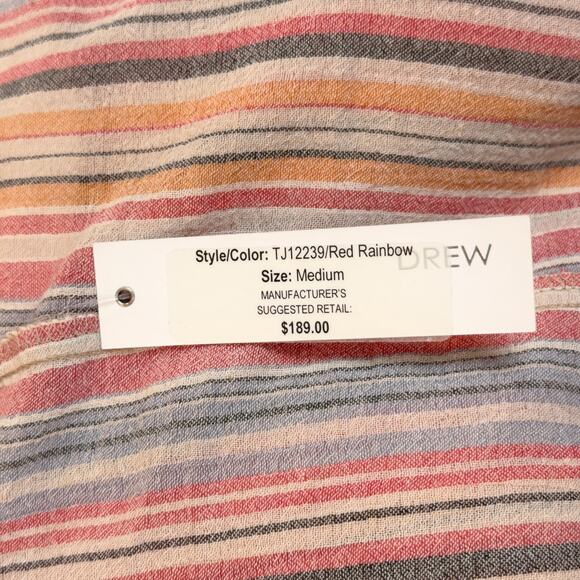 DREW
Style/Color: TJ12239/Red Rainbow
Size: Medium
MANUFACTURER'S
SUGGESTED RETAIL:
$189.00